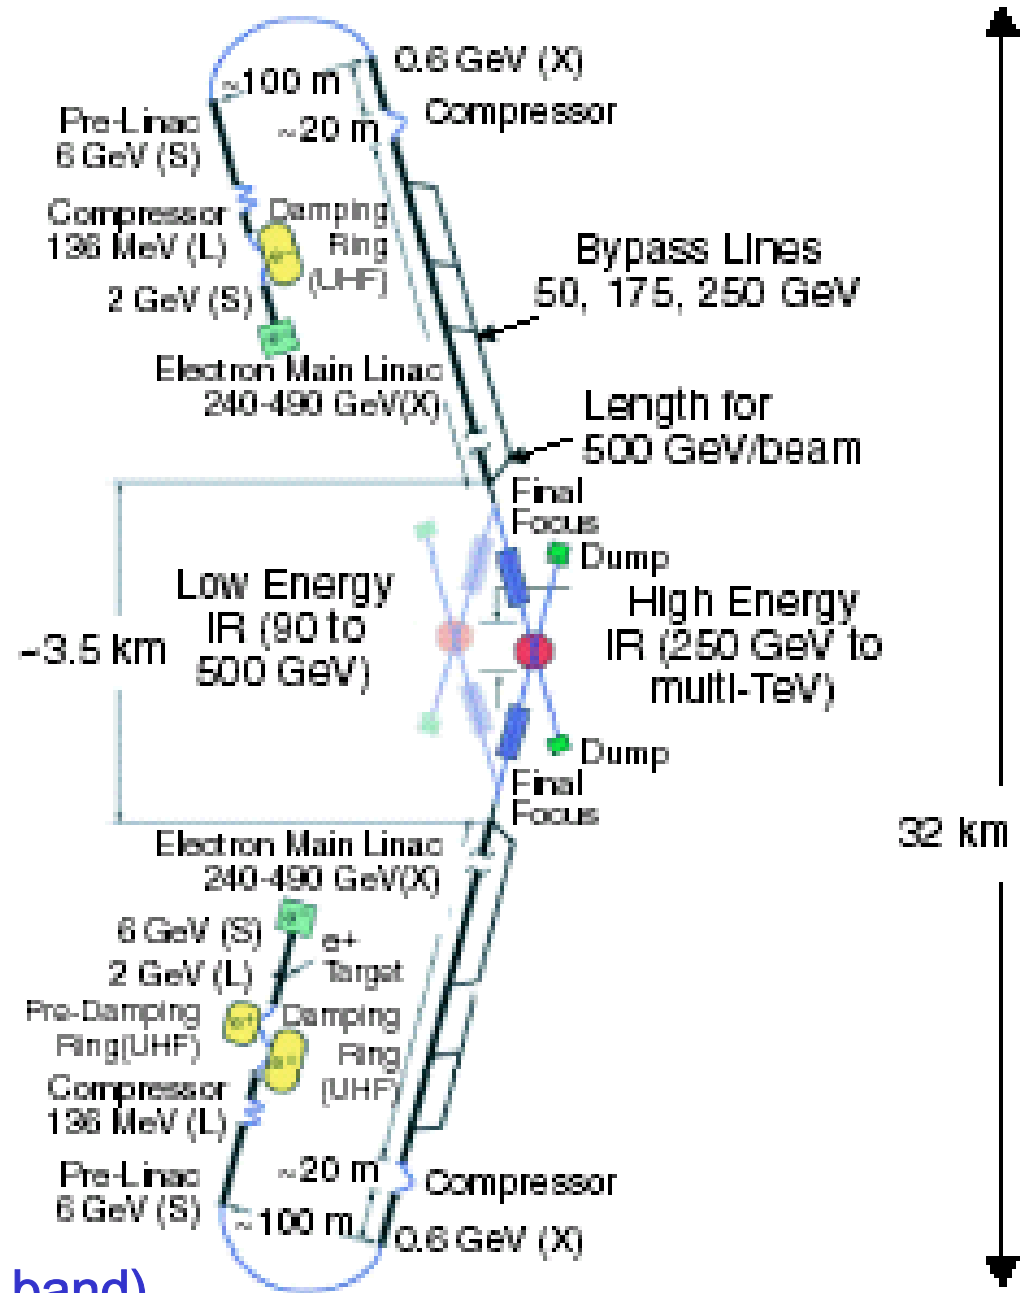 0.6 GeV (X)
~100 m
Compressor
Pre-Linac
6 GeV (S)
~20 m
Compressor
136 MeV (L)
Damping
Ring
(UHF)
2 GeV (S)
Bypass Lines
50, 175, 250 GeV
Electron Main Linac
240-490 GeV(X)
Length for
500 GeV/beam
Final
Focus
Dump
Low Energy
IR (90 to
500 GeV)
High Energy
IR (250 GeV to
multi-TeV)
~3.5 km
Dump
Final
Focus
32 km
Electron Main Linac
240-490 GeV(X)
6 GeV (S)
e+
Target
2 GeV (L)
Pre-Damping
Ring(UHF)
Damping
Ring
(UHF)
Compressor
136 MeV (L)
Pre-Linac
6 GeV (S)
~20 m
Compressor
~100 m
0.6 GeV (X)
band)